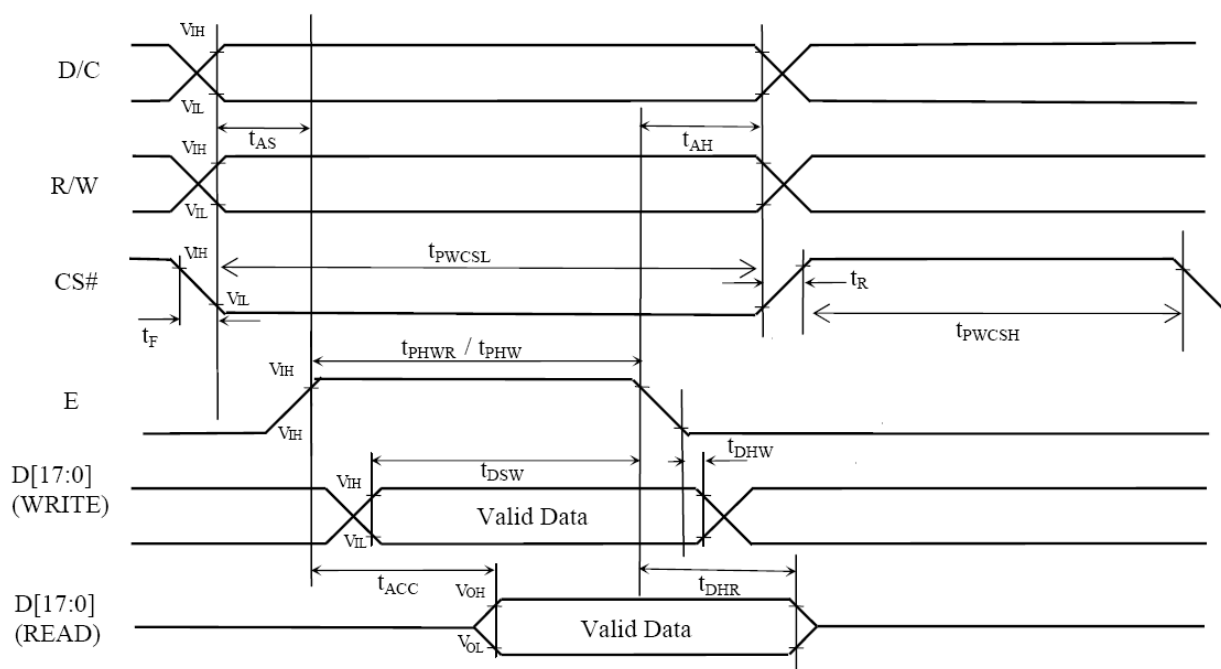 VIH
D/C
VIL
tAS
tAH
VIH
R/W
VIL
VIH
tPWCSL
CS#
VIL
tR
tF
tPWCSH
tPHWR / tPHW
VIH
E
VIH
tDHW
D[17:0]
(WRITE)
VIH
tDSW
Valid Data
VIL
tACC
VOH
tDHR
D[17:0]
(READ)
Valid Data
VOL